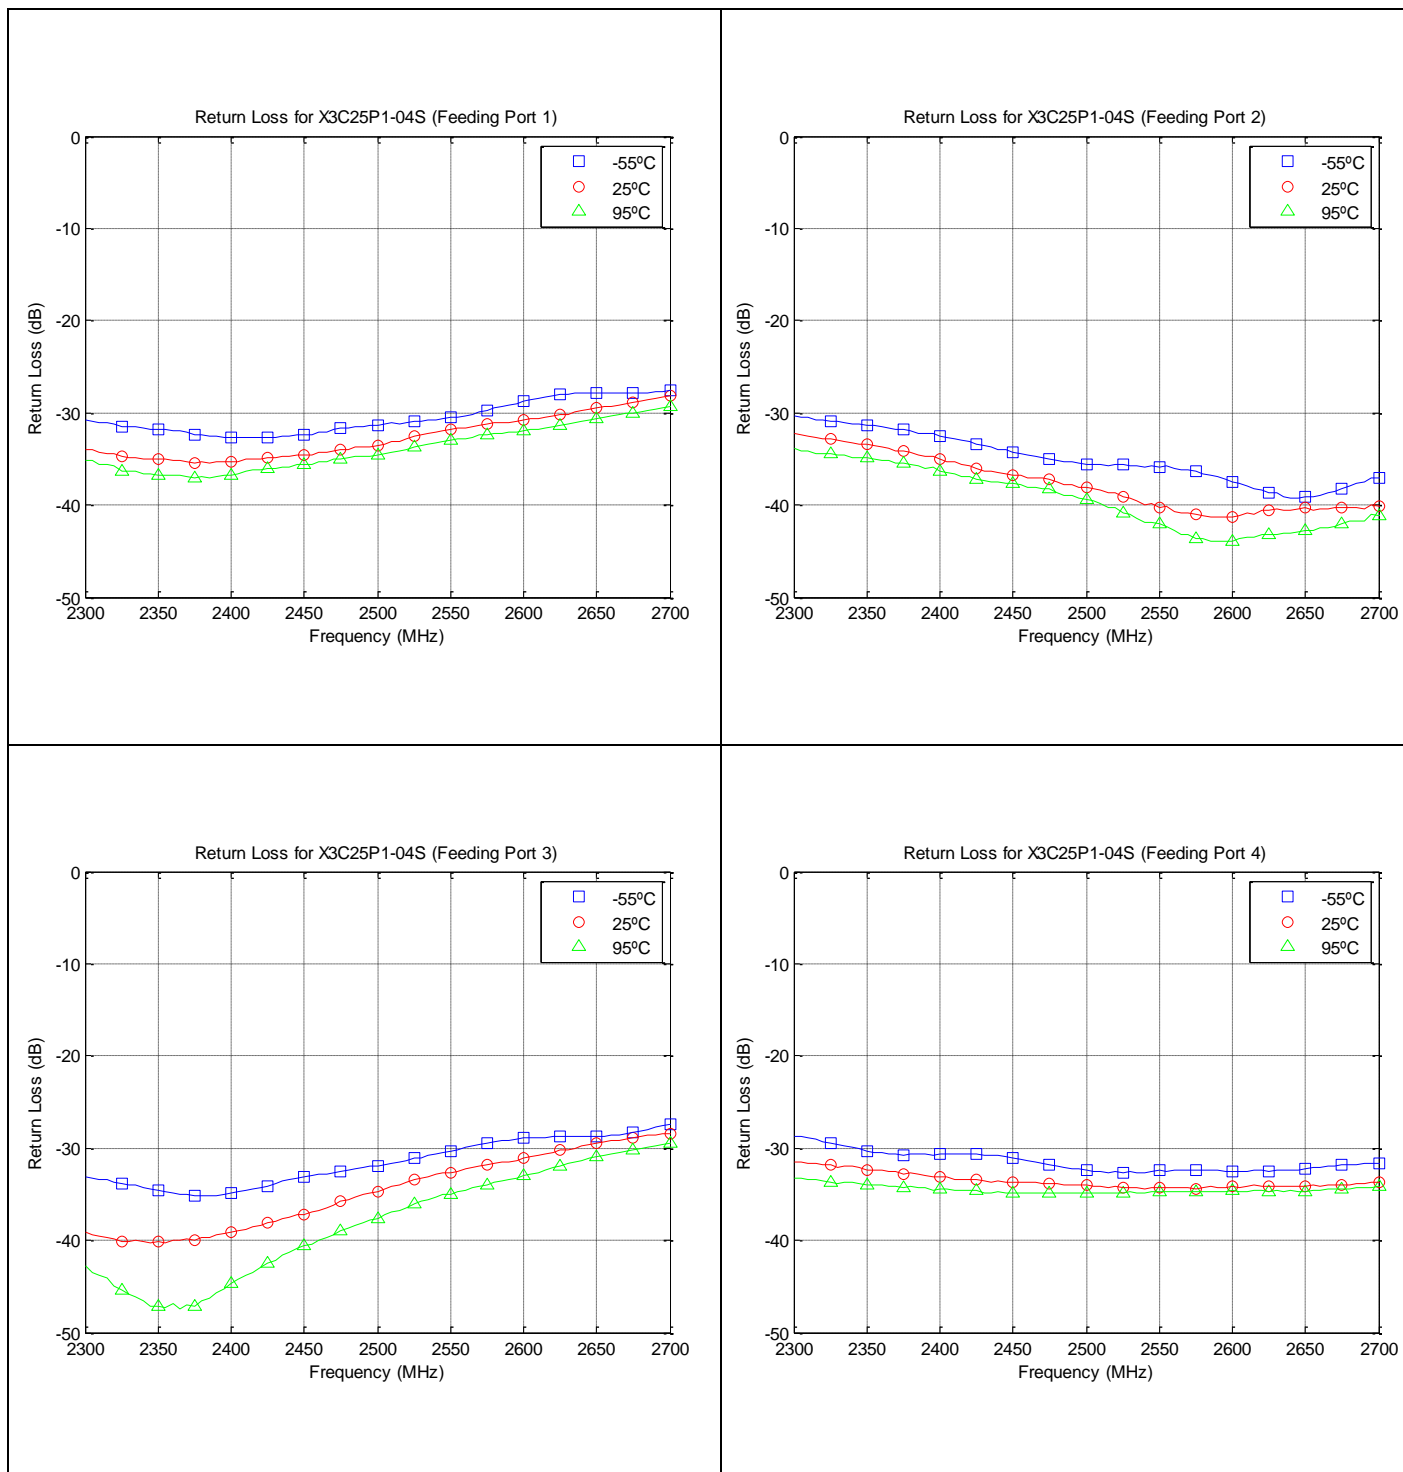 Return Loss for X3C25P1-04S (Feeding Port 1)
0
-10
-20
-30
-40
-50
Return Loss (dB)
-55ºC
25ºC
95ºC
2300 2350 2400 2450 2500 2550 2600 2650 2700
Frequency (MHz)
Return Loss for X3C25P1-04S (Feeding Port 2)
0
-10
-20
-30
-40
-50
Return Loss (dB)
-55ºC
25ºC
95ºC
2300 2350 2400 2450 2500 2550 2600 2650 2700
Frequency (MHz)
Return Loss for X3C25P1-04S (Feeding Port 3)
0
-10
-20
-30
-40
-50
Return Loss (dB)
-55ºC
25ºC
95ºC
2300 2350 2400 2450 2500 2550 2600 2650 2700
Frequency (MHz)
Return Loss for X3C25P1-04S (Feeding Port 4)
0
-10
-20
-30
-40
-50
Return Loss (dB)
-55ºC
25ºC
95ºC
2300 2350 2400 2450 2500 2550 2600 2650 2700
Frequency (MHz)